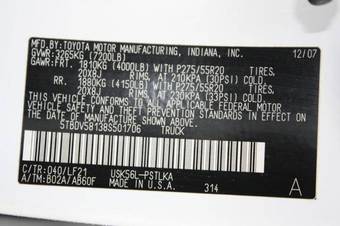 MFD. BY: TOYOTA MOTOR MANUFACTURING, INDIANA, INC.
GVWR: 3265KG (7200LB) 12/07
GAWR: FRT. 1810KG (4000LB) WITH P275/55R20 TIRES,
20X8J RIMS, AT 210KPA (30PSI) COLD
RR. 1880KG (4150LB) WITH P275/55R20 TIRES,
20X8J RIMS, AT 230KPA (33PSI) COLD
THIS VEHICLE CONFORMS TO ALL APPLICABLE FEDERAL MOTOR VEHICLE
SAFETY STANDARDS IN EFFECT ON THE DATE OF MANUFACTURE SHOWN ABOVE.
5TBDV58138S501706 TRUCK
C/TR: 040/LF21 USK56L-PSTLKA
A/TM: B02A/AB60F MADE IN U.S.A. 314 A